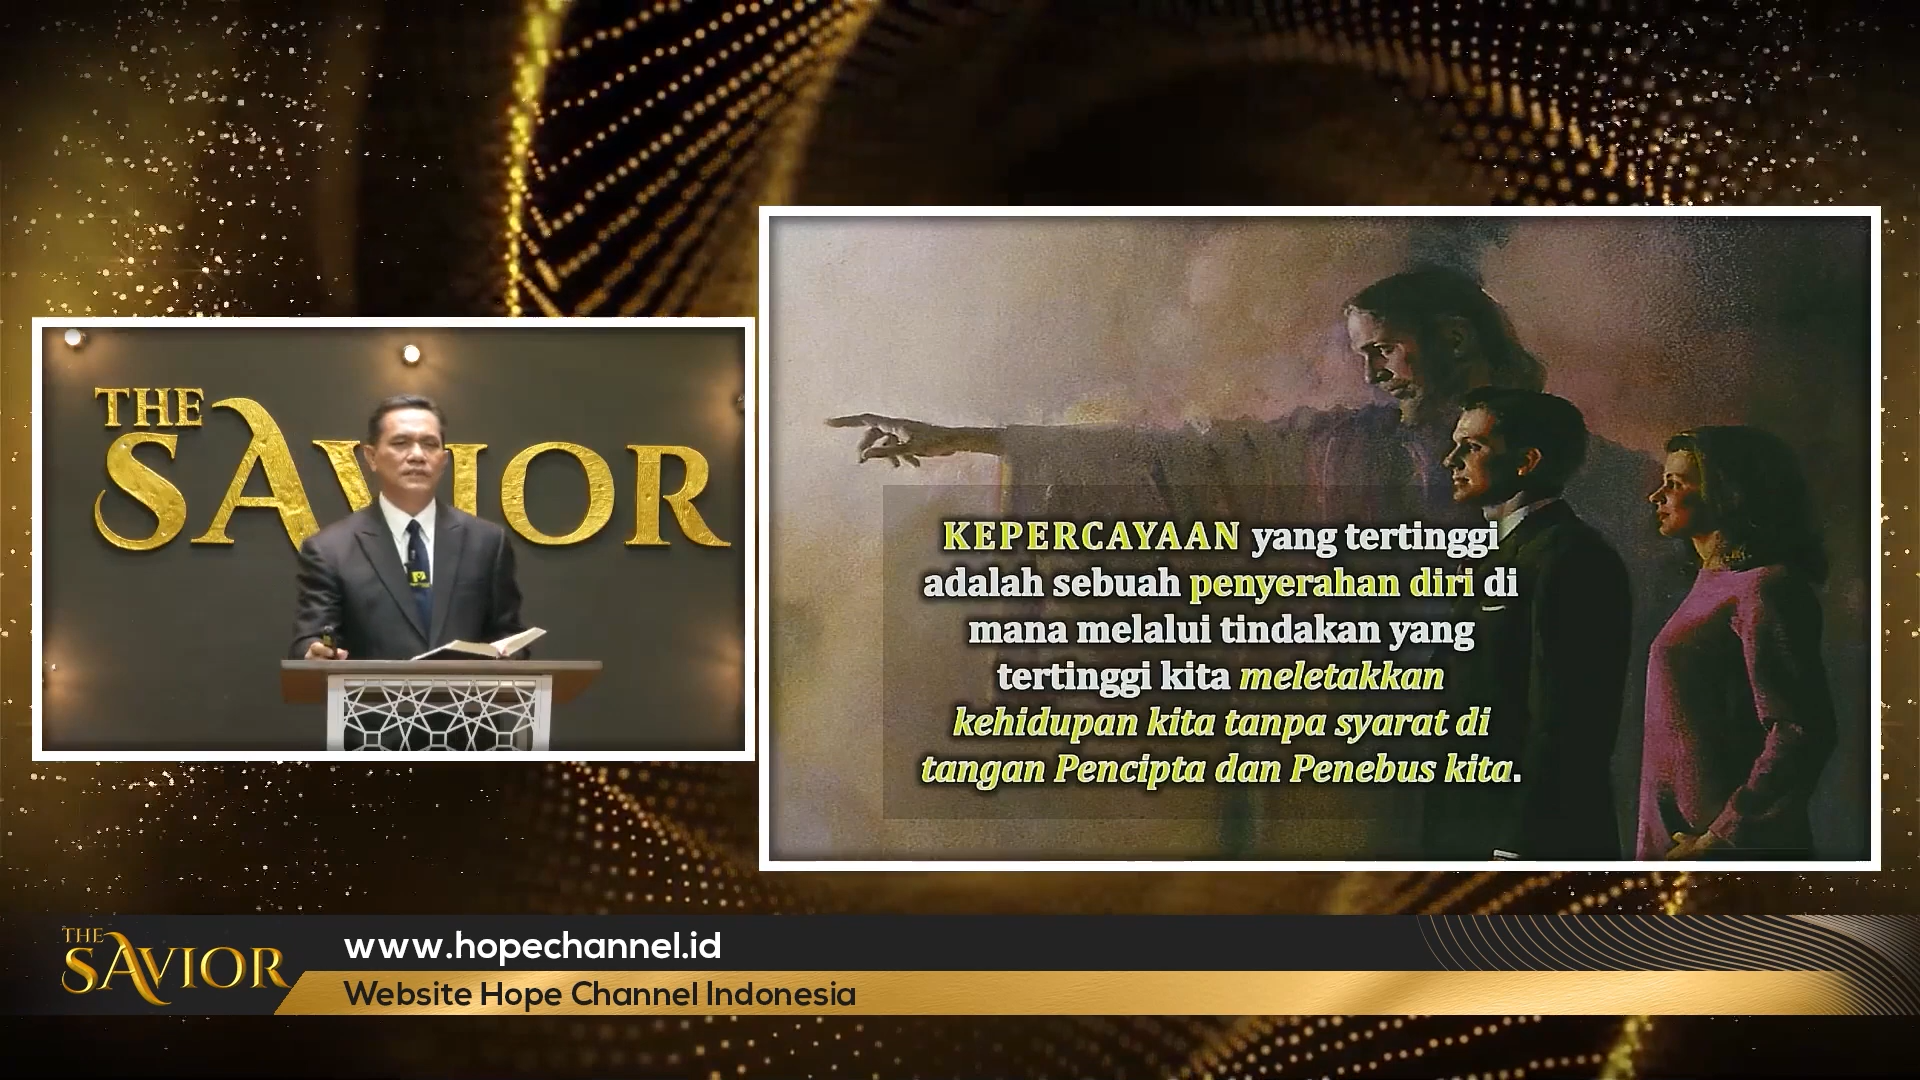 THE
SAVIOR
KEPERCAYAAN yang tertinggi
adalah sebuah penyerahan diri di
mana melalui tindakan yang
tertinggi kita meletakkan
kehidupan kita tanpa syarat di
tangan Pencipta dan Penebus kita.
THE
SAVIOR
www.hopechannel.id
Website Hope Channel Indonesia